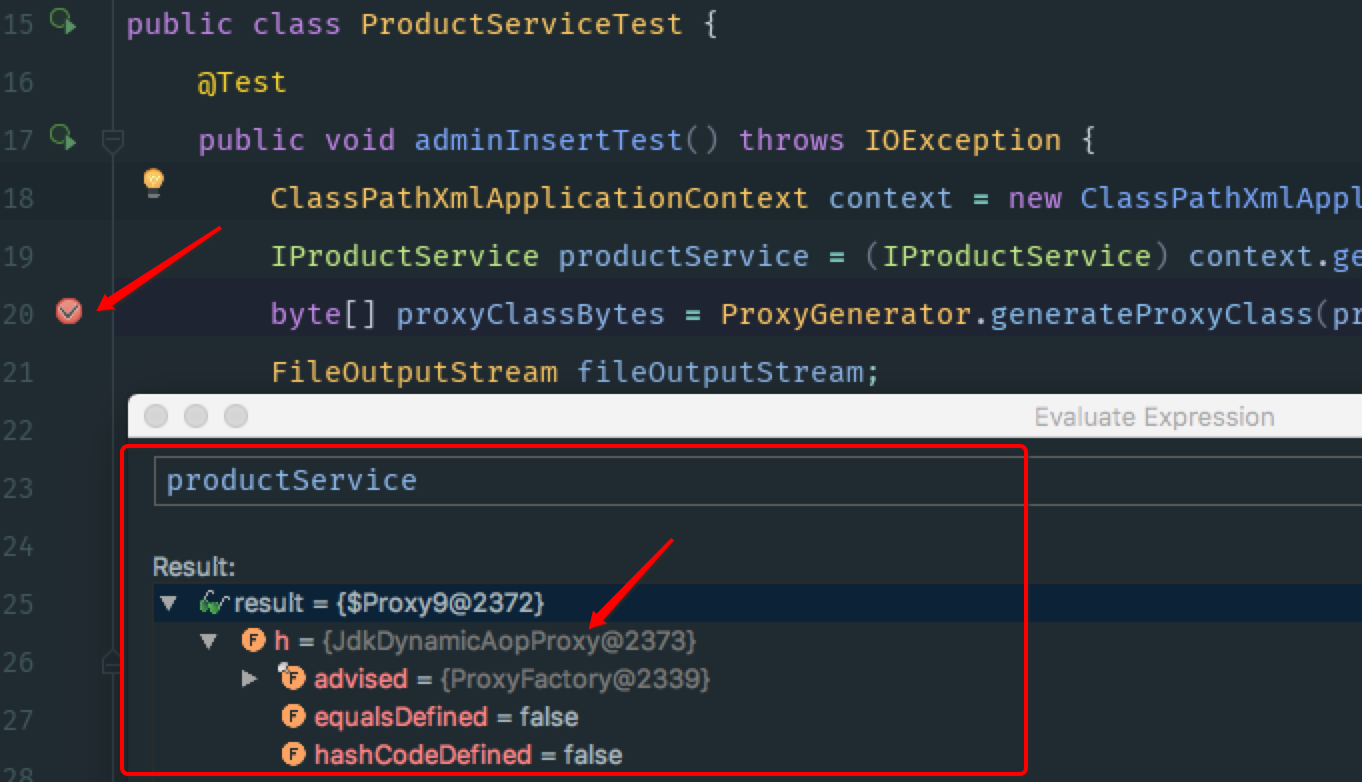 15 public class ProductServiceTest {
16 @Test
17 public void adminInsertTest() throws IOException {
18 ClassPathXmlApplicationContext context = new ClassPathXmlAppl
19 IProductService productService = (IProductService) context.ge
20 byte[] proxyClassBytes = ProxyGenerator.generateProxyClass(pr
21 FileOutputStream fileOutputStream;
22 Evaluate Expression
23 productService
24
Result:
25 result = {$Proxy9@2372}
26 h = {JdkDynamicAopProxy@2373}
advised = {ProxyFactory@2339}
27 equalsDefined = false
28 hashCodeDefined = false